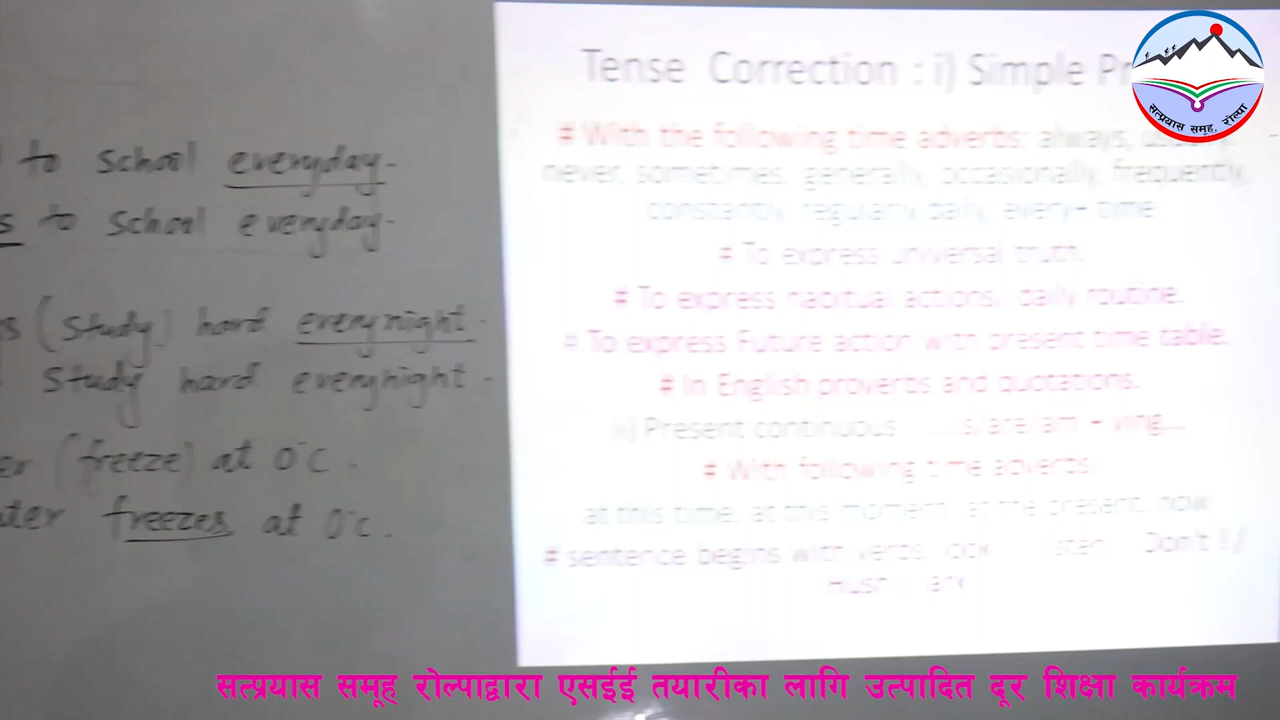 to school everyday.
s to school everyday.
s (study) hard everynight.
study hard everynight.
er (freeze) at 0°c.
ater freezes at 0°c.
Tense Correction : i) Simple Pr
# With the following time adverbs: always,
never, sometimes, generally, occasionally, frequently,
constantly, regularly daily, every+ time
# To express universal truth.
# To express habitual actions, daily routine.
# To express Future action with present time table.
# In English proverbs and quotations.
ii) Present continuous : ...is/are/am + ving...
# With following time adverbs:
at this time, at this moment, at the present, now
# sentence begins with verbs Don't !/
सत्प्रयास समूह, रोल्पा
सत्प्रयास समूह रोल्पाद्वारा एसईई तयारीका लागि उत्पादित दूर शिक्षा कार्यक्रम